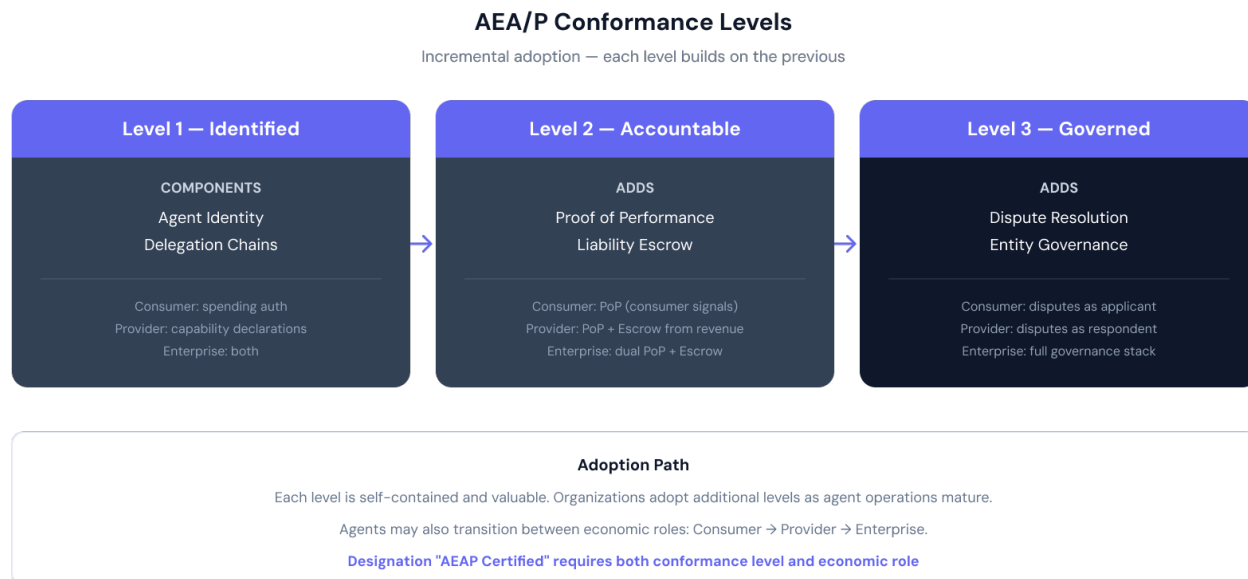 AEA/P Conformance Levels
Incremental adoption — each level builds on the previous
Level 1 — Identified
COMPONENTS
Agent Identity
Delegation Chains
Consumer: spending auth
Provider: capability declarations
Enterprise: both
Level 2 — Accountable
ADDS
Proof of Performance
Liability Escrow
Consumer: PoP (consumer signals)
Provider: PoP + Escrow from revenue
Enterprise: dual PoP + Escrow
Level 3 — Governed
ADDS
Dispute Resolution
Entity Governance
Consumer: disputes as applicant
Provider: disputes as respondent
Enterprise: full governance stack
Adoption Path
Each level is self-contained and valuable. Organizations adopt additional levels as agent operations mature.
Agents may also transition between economic roles: Consumer → Provider → Enterprise.
Designation "AEAP Certified" requires both conformance level and economic role